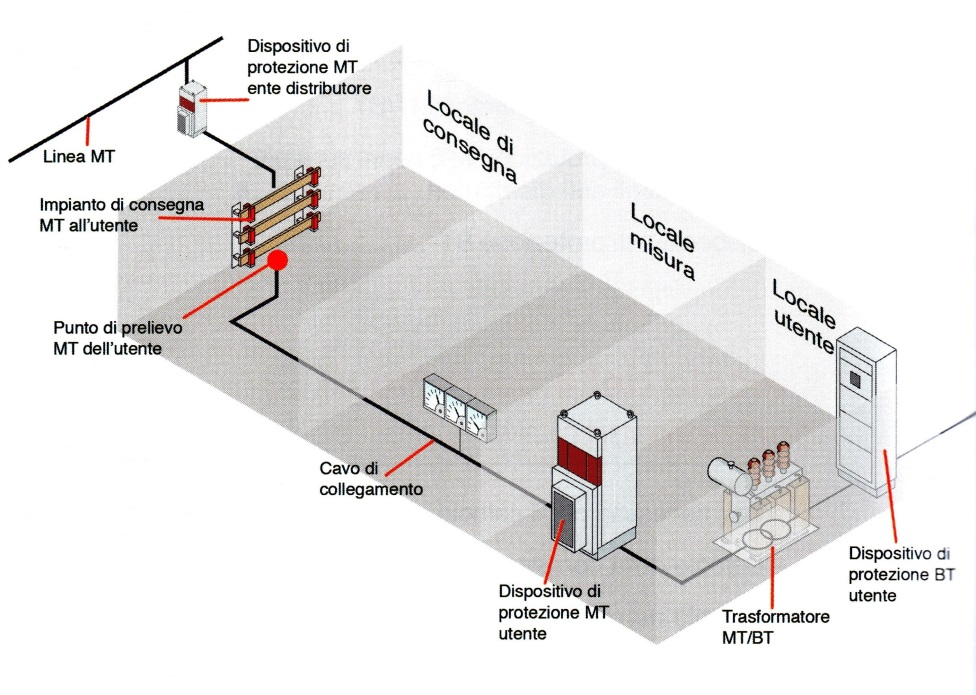 Dispositivo di
protezione MT
ente distributore
Linea MT
Locale di
consegna
Impianto di consegna
MT all'utente
Locale
misura
Locale
utente
Punto di prelievo
MT dell'utente
Cavo di
collegamento
Dispositivo di
protezione MT
utente
Trasformatore
MT/BT
Dispositivo di
protezione BT
utente